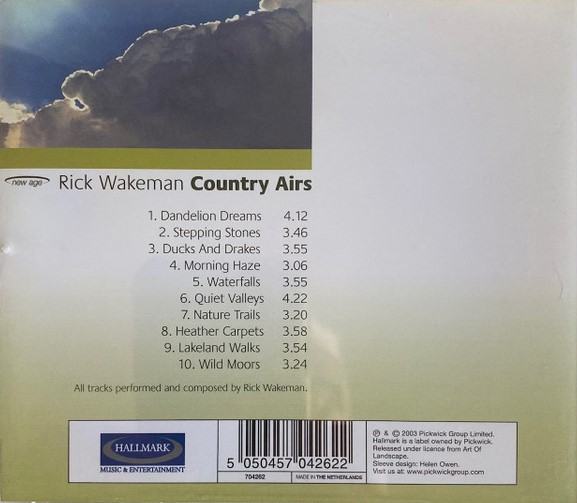 new age
Rick Wakeman Country Airs
1. Dandelion Dreams 4.12
2. Stepping Stones 3.46
3. Ducks And Drakes 3.55
4. Morning Haze 3.06
5. Waterfalls 3.55
6. Quiet Valleys 4.22
7. Nature Trails 3.20
8. Heather Carpets 3.58
9. Lakeland Walks 3.54
10. Wild Moors 3.24
All tracks performed and composed by Rick Wakeman.
HALLMARK
MUSIC & ENTERTAINMENT
5 050457 042622
704262 MADE IN THE NETHERLANDS
℗ & © 2003 Pickwick Group Limited.
Hallmark is a label owned by Pickwick.
Released under licence from Art Of
Landscape.
Sleeve design: Helen Owen.
Visit us at: www.pickwickgroup.com